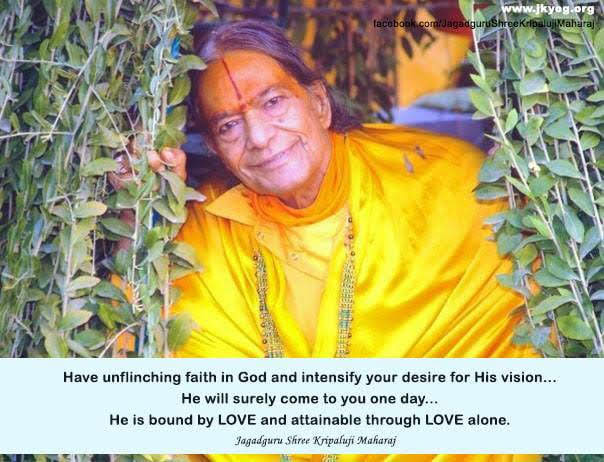 www.jkyog.org
facebook.com/JagadguruShreeKripalujiMaharaj
Have unflinching faith in God and intensify your desire for His vision...
He will surely come to you one day...
He is bound by LOVE and attainable through LOVE alone.
Jagadguru Shree Kripaluji Maharaj